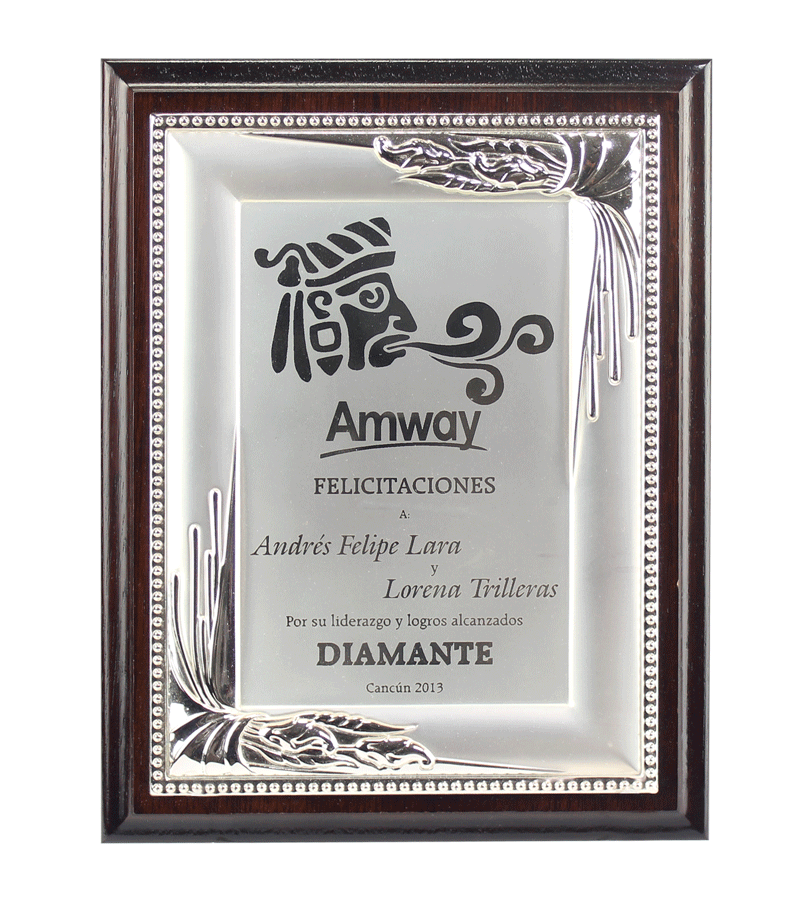 Amway
FELICITACIONES
A:
Andrés Felipe Lara
y
Lorena Trilleras
Por su liderazgo y logros alcanzados
DIAMANTE
Cancún 2013